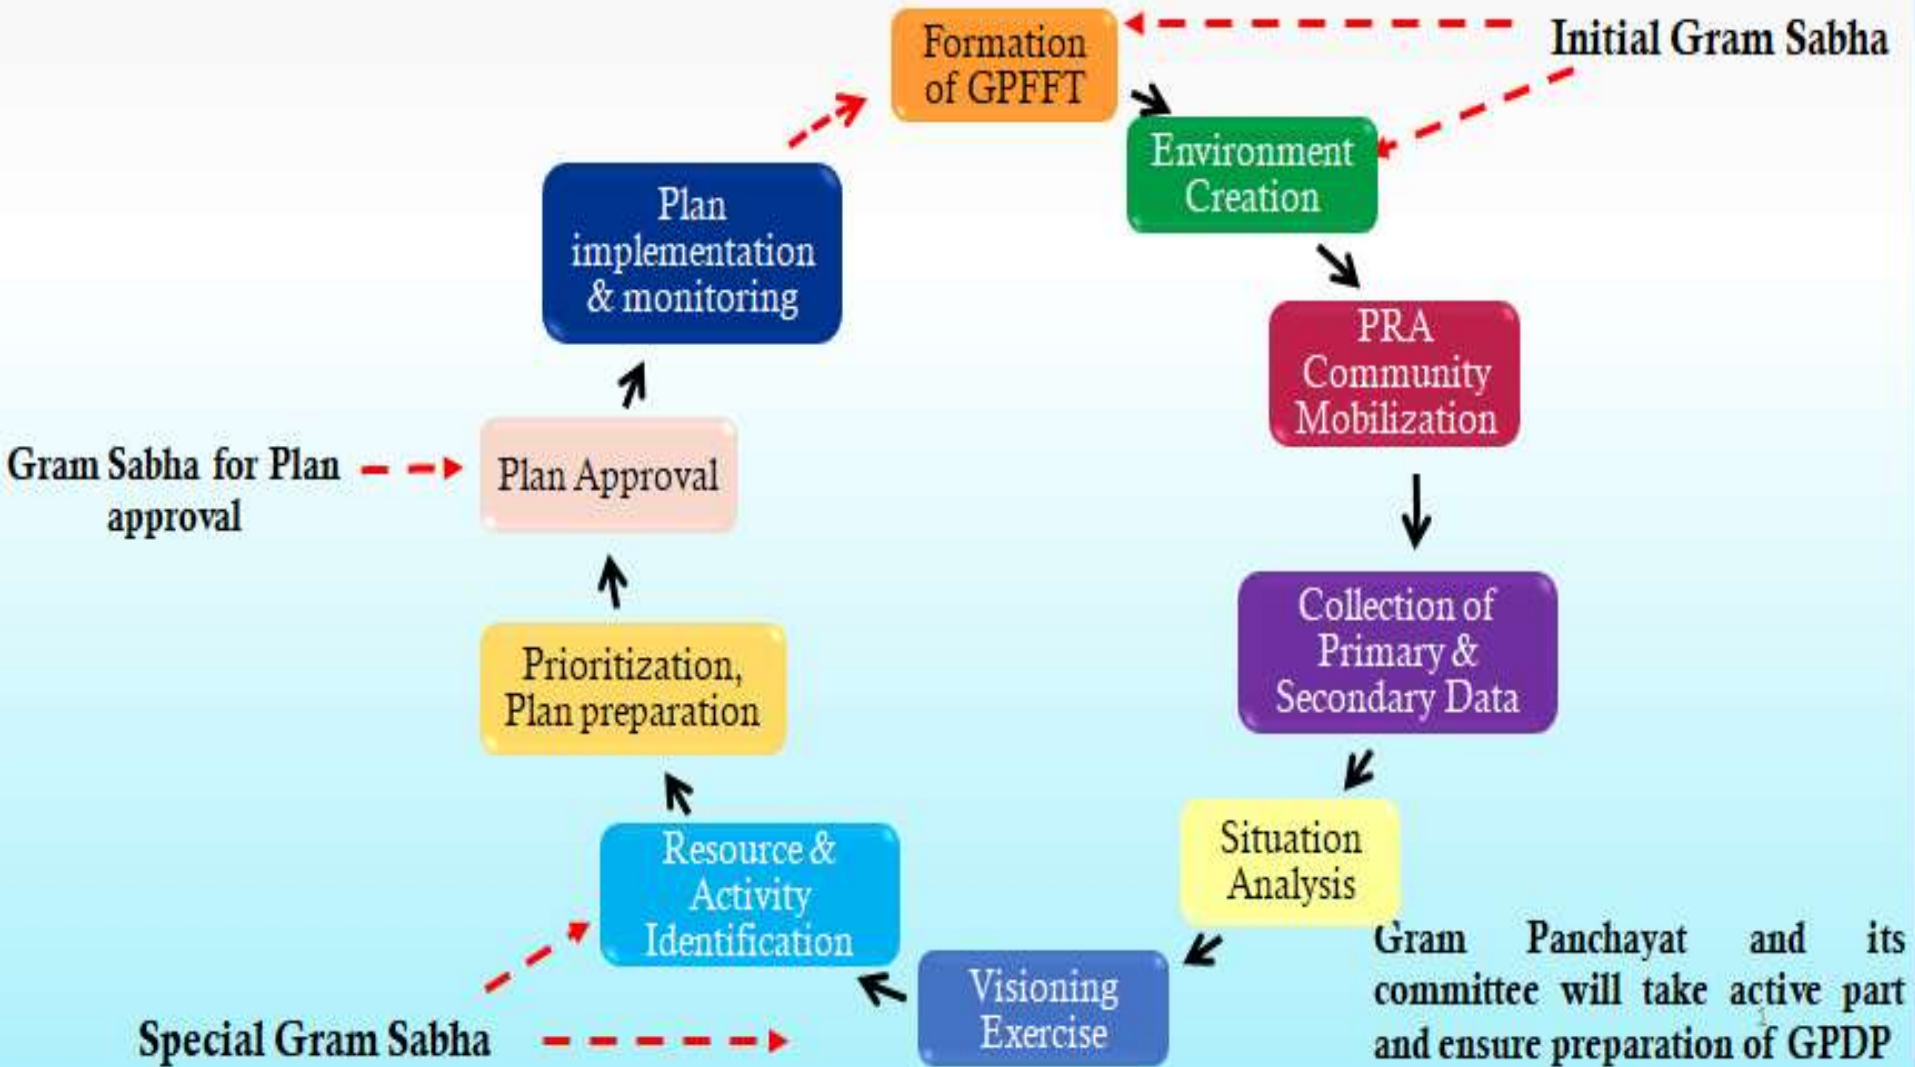 Formation
of GPFFT
Initial Gram Sabha
Environment
Creation
PRA
Community
Mobilization
Collection of
Primary &
Secondary Data
Situation
Analysis
Gram Panchayat and its
committee will take active part
and ensure preparation of GPDP
1
Visioning
Exercise
Special Gram Sabha
Resource &
Activity
Identification
Prioritization,
Plan preparation
Plan Approval
Gram Sabha for Plan
approval
Plan
implementation
& monitoring